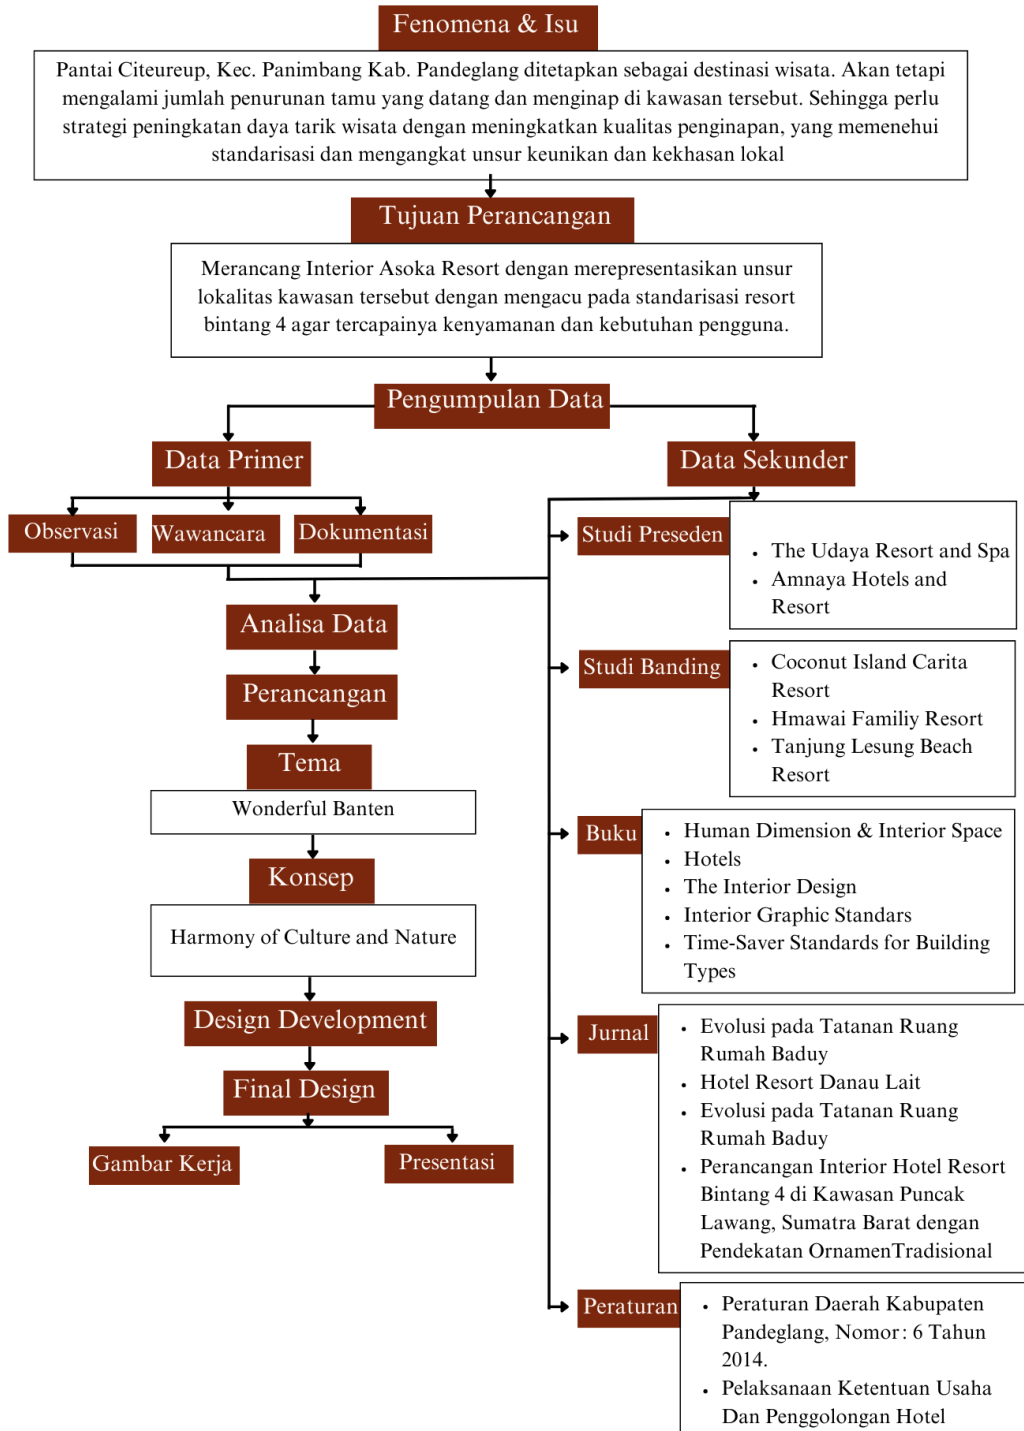 Fenomena & Isu
Pantai Citeureup, Kec. Panimbang Kab. Pandeglang ditetapkan sebagai destinasi wisata. Akan tetapi
mengalami jumlah penurunan tamu yang datang dan menginap di kawasan tersebut. Sehingga perlu
strategi peningkatan daya tarik wisata dengan meningkatkan kualitas penginapan, yang memenehui
standarisasi dan mengangkat unsur keunikan dan kekhasan lokal
Tujuan Perancangan
Merancang Interior Asoka Resort dengan merepresentasikan unsur
lokalitas kawasan tersebut dengan mengacu pada standarisasi resort
bintang 4 agar tercapainya kenyamanan dan kebutuhan pengguna.
Pengumpulan Data
Data Primer
Observasi
Wawancara
Dokumentasi
Analisa Data
Perancangan
Tema
Wonderful Banten
Konsep
Harmony of Culture and Nature
Design Development
Final Design
Gambar Kerja
Presentasi
Data Sekunder
Studi Preseden
• The Udaya Resort and Spa
• Amnaya Hotels and
Resort
Studi Banding
• Coconut Island Carita
Resort
• Hmawai Familiy Resort
• Tanjung Lesung Beach
Resort
Buku
• Human Dimension & Interior Space
• Hotels
• The Interior Design
• Interior Graphic Standars
• Time-Saver Standards for Building
Types
Jurnal
• Evolusi pada Tatanan Ruang
Rumah Baduy
• Hotel Resort Danau Lait
• Evolusi pada Tatanan Ruang
Rumah Baduy
• Perancangan Interior Hotel Resort
Bintang 4 di Kawasan Puncak
Lawang, Sumatra Barat dengan
Pendekatan OrnamenTradisional
Peraturan
• Peraturan Daerah Kabupaten
Pandeglang, Nomor: 6 Tahun
2014.
• Pelaksanaan Ketentuan Usaha
Dan Penggolongan Hotel